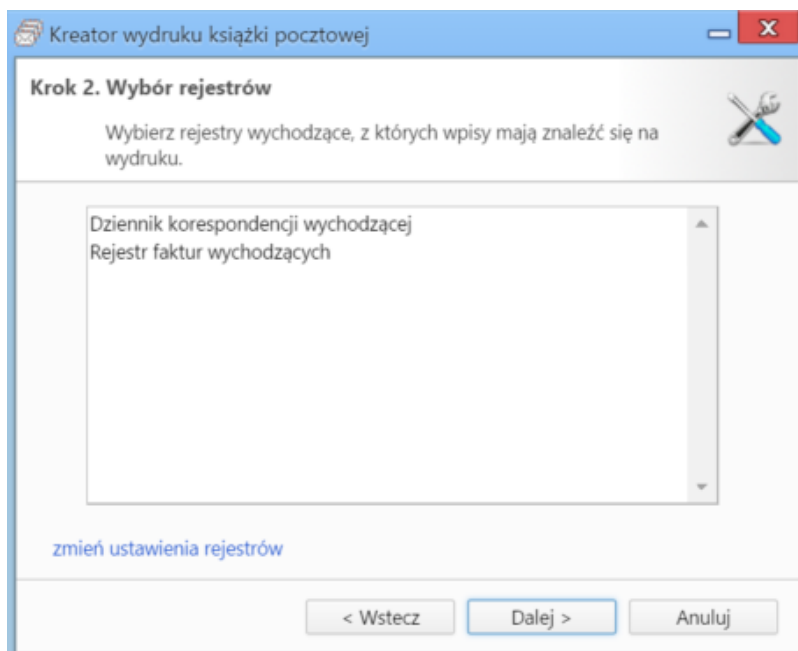 Kreator wydruku książki pocztowej
Krok 2. Wybór rejestrów
Wybierz rejestry wychodzące, z których wpisy mają znaleźć się na
wydruku.
Dziennik korespondencji wychodzącej
Rejestr faktur wychodzących
zmień ustawienia rejestrów
< Wstecz
Dalej >
Anuluj